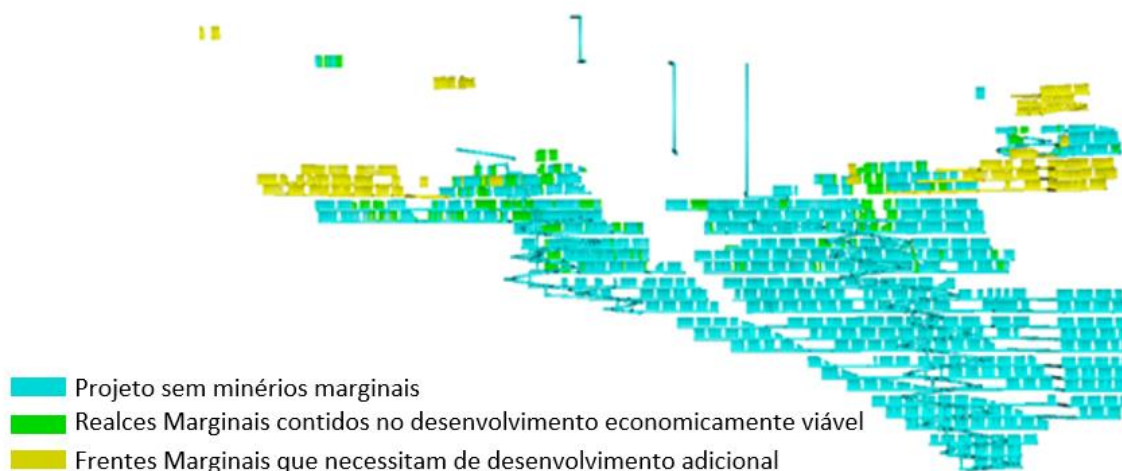 Projeto sem minérios marginais
Realces Marginais contidos no desenvolvimento economicamente viável
Frentes Marginais que necessitam de desenvolvimento adicional